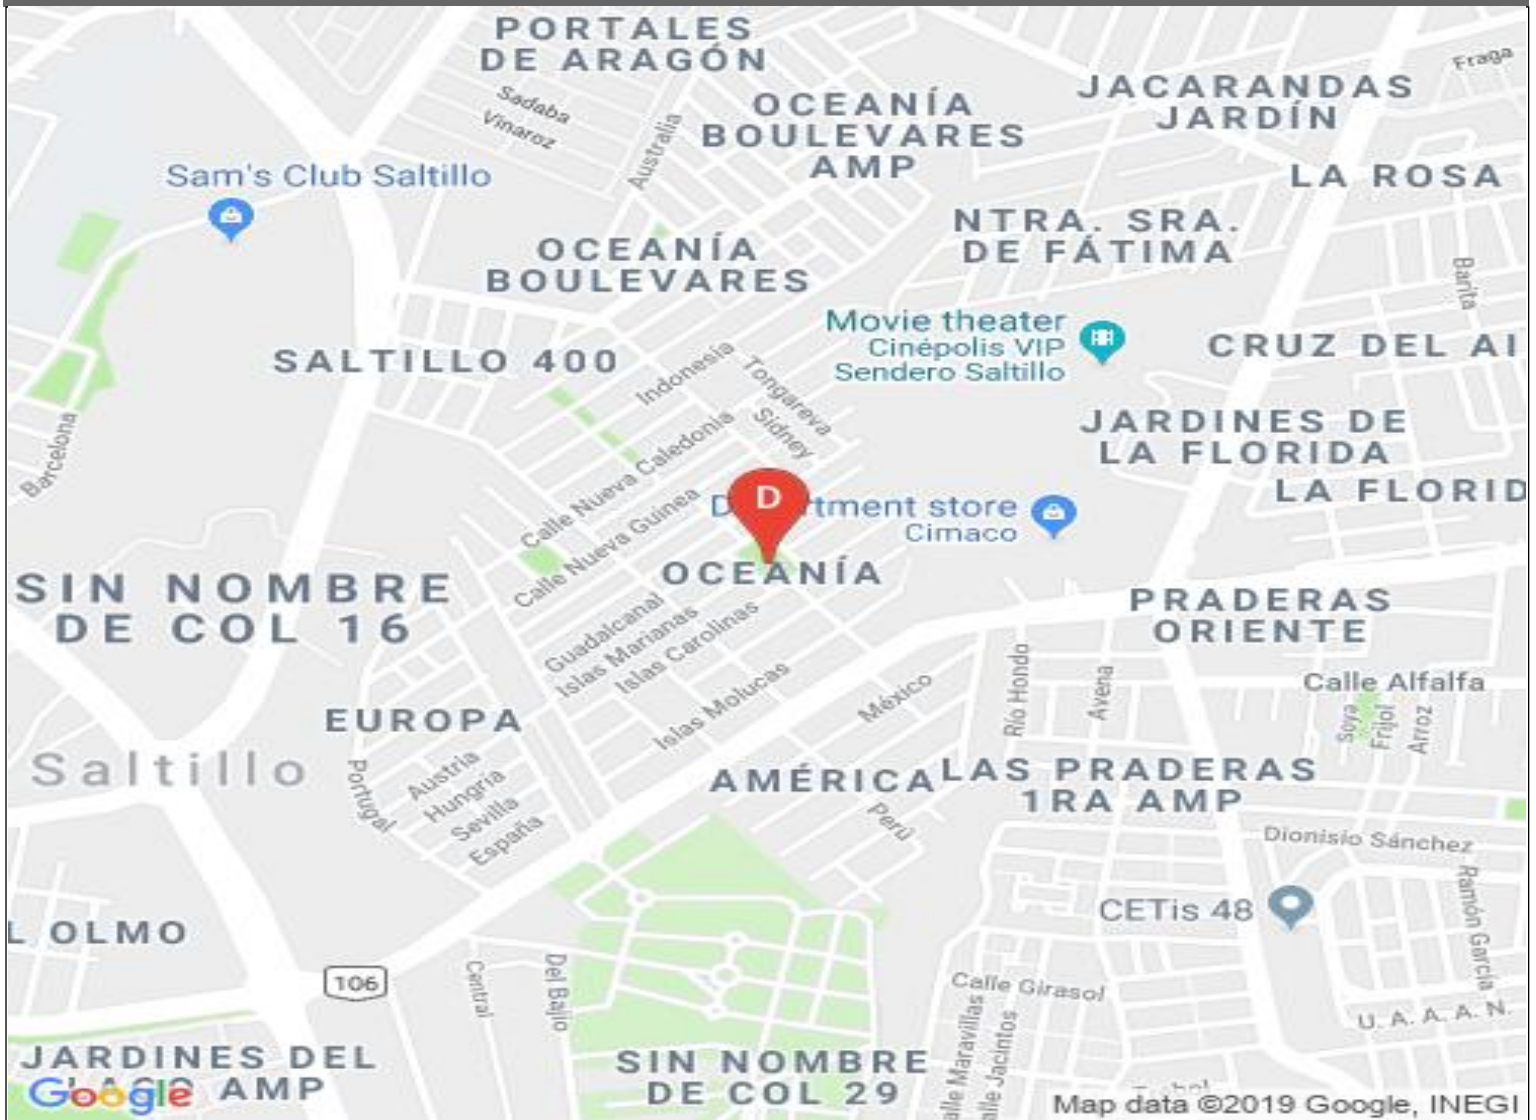 PORTALES
DE ARAGÓN
Sadaba
Vinaroz
Australia
OCEANÍA
BOULEVARES
AMP
JACARANDAS
JARDÍN
Fraga
LA ROSA
Sam's Club Saltillo
NTRA. SRA.
DE FÁTIMA
OCEANÍA
BOULEVARES
Barita
Movie theater
Cinépolis VIP
Sendero Saltillo
CRUZ DEL AI
SALTILLO 400
Indonesia
Tongareva
Sidney
Barcelona
JARDINES DE
LA FLORIDA
LA FLORID
Calle Nueva Caledonia
Calle Nueva Guinea
D
D rtment store
Cimaco
OCEANÍA
SIN NOMBRE
DE COL 16
PRADERAS
ORIENTE
Guadalcanal
Islas Marianas
Islas Carolinas
Islas Molucas
México
Río Hondo
Avena
Calle Alfalfa
Soya
Frijol
Arroz
EUROPA
Saltillo
Portugal
Austria
Hungria
Sevilla
España
AMÉRICA
Perú
LAS PRADERAS
1RA AMP
Dionisio Sánchez
Ramón García
CETis 48
L OLMO
106
Central
Del Bajío
Calle Girasol
alle Maravillas
alle Jacintos
U. A. A. A. N.
JARDINES DEL
AMP
Google
SIN NOMBRE
DE COL 29
Map data ©2019 Google, INEGI